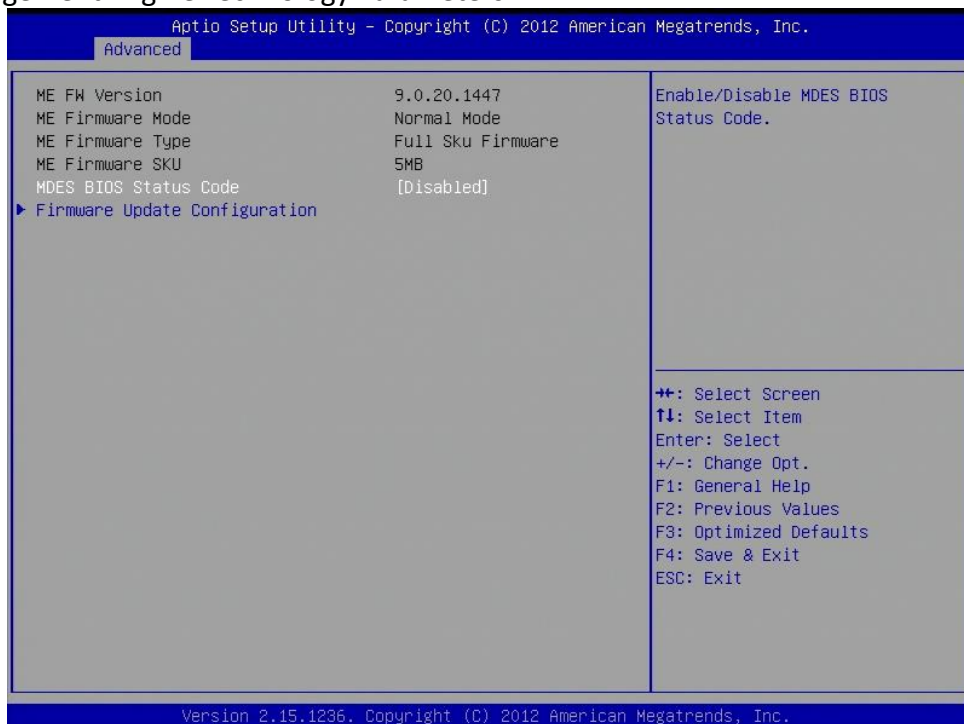 Aptio Setup Utility – Copyright (C) 2012 American Megatrends, Inc.
Advanced
ME FW Version 9.0.20.1447
ME Firmware Mode Normal Mode
ME Firmware Type Full Sku Firmware
ME Firmware SKU 5MB
MDES BIOS Status Code [Disabled]
Firmware Update Configuration
Enable/Disable MDES BIOS
Status Code.
→←: Select Screen
↑↓: Select Item
Enter: Select
+/-: Change Opt.
F1: General Help
F2: Previous Values
F3: Optimized Defaults
F4: Save & Exit
ESC: Exit
Version 2.15.1236. Copyright (C) 2012 American Megatrends, Inc.